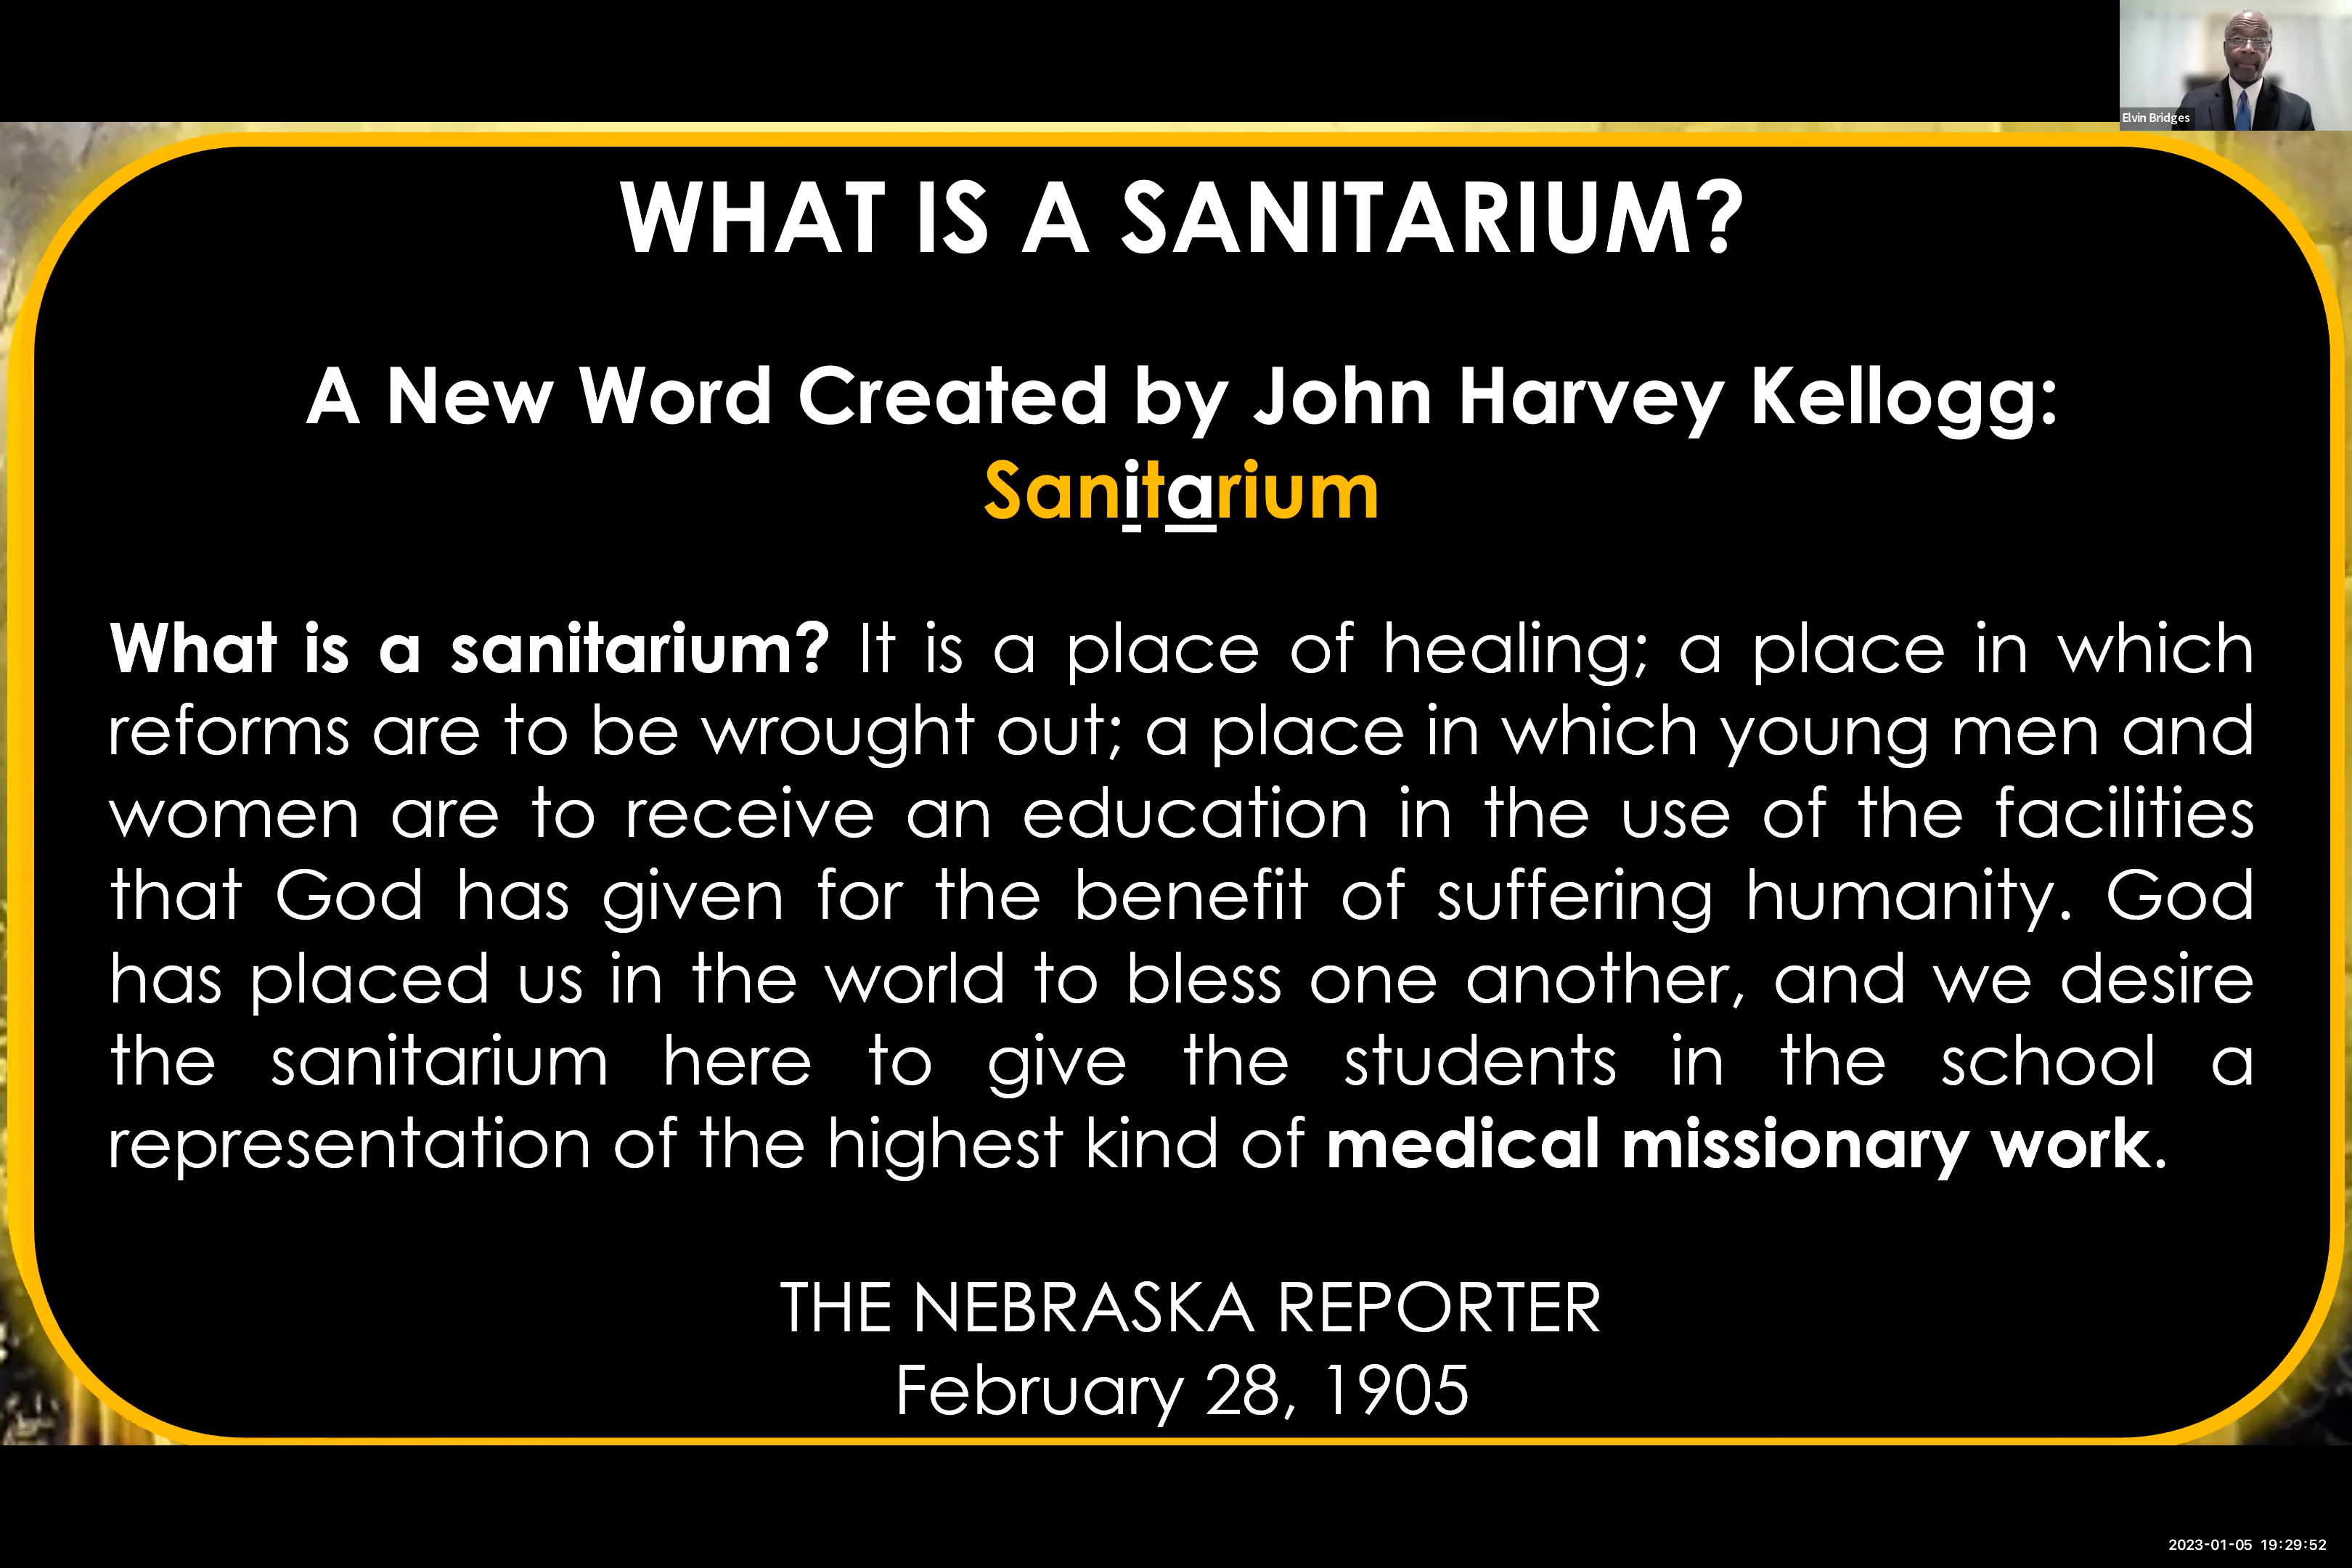 Elvin Bridges
WHAT IS A SANITARIUM?
A New Word Created by John Harvey Kellogg:
Sanitarium
What is a sanitarium? It is a place of healing; a place in which
reforms are to be wrought out; a place in which young men and
women are to receive an education in the use of the facilities
that God has given for the benefit of suffering humanity. God
has placed us in the world to bless one another, and we desire
the sanitarium here to give the students in the school a
representation of the highest kind of medical missionary work.
THE NEBRASKA REPORTER
February 28, 1905
2023-01-05 19:29:52